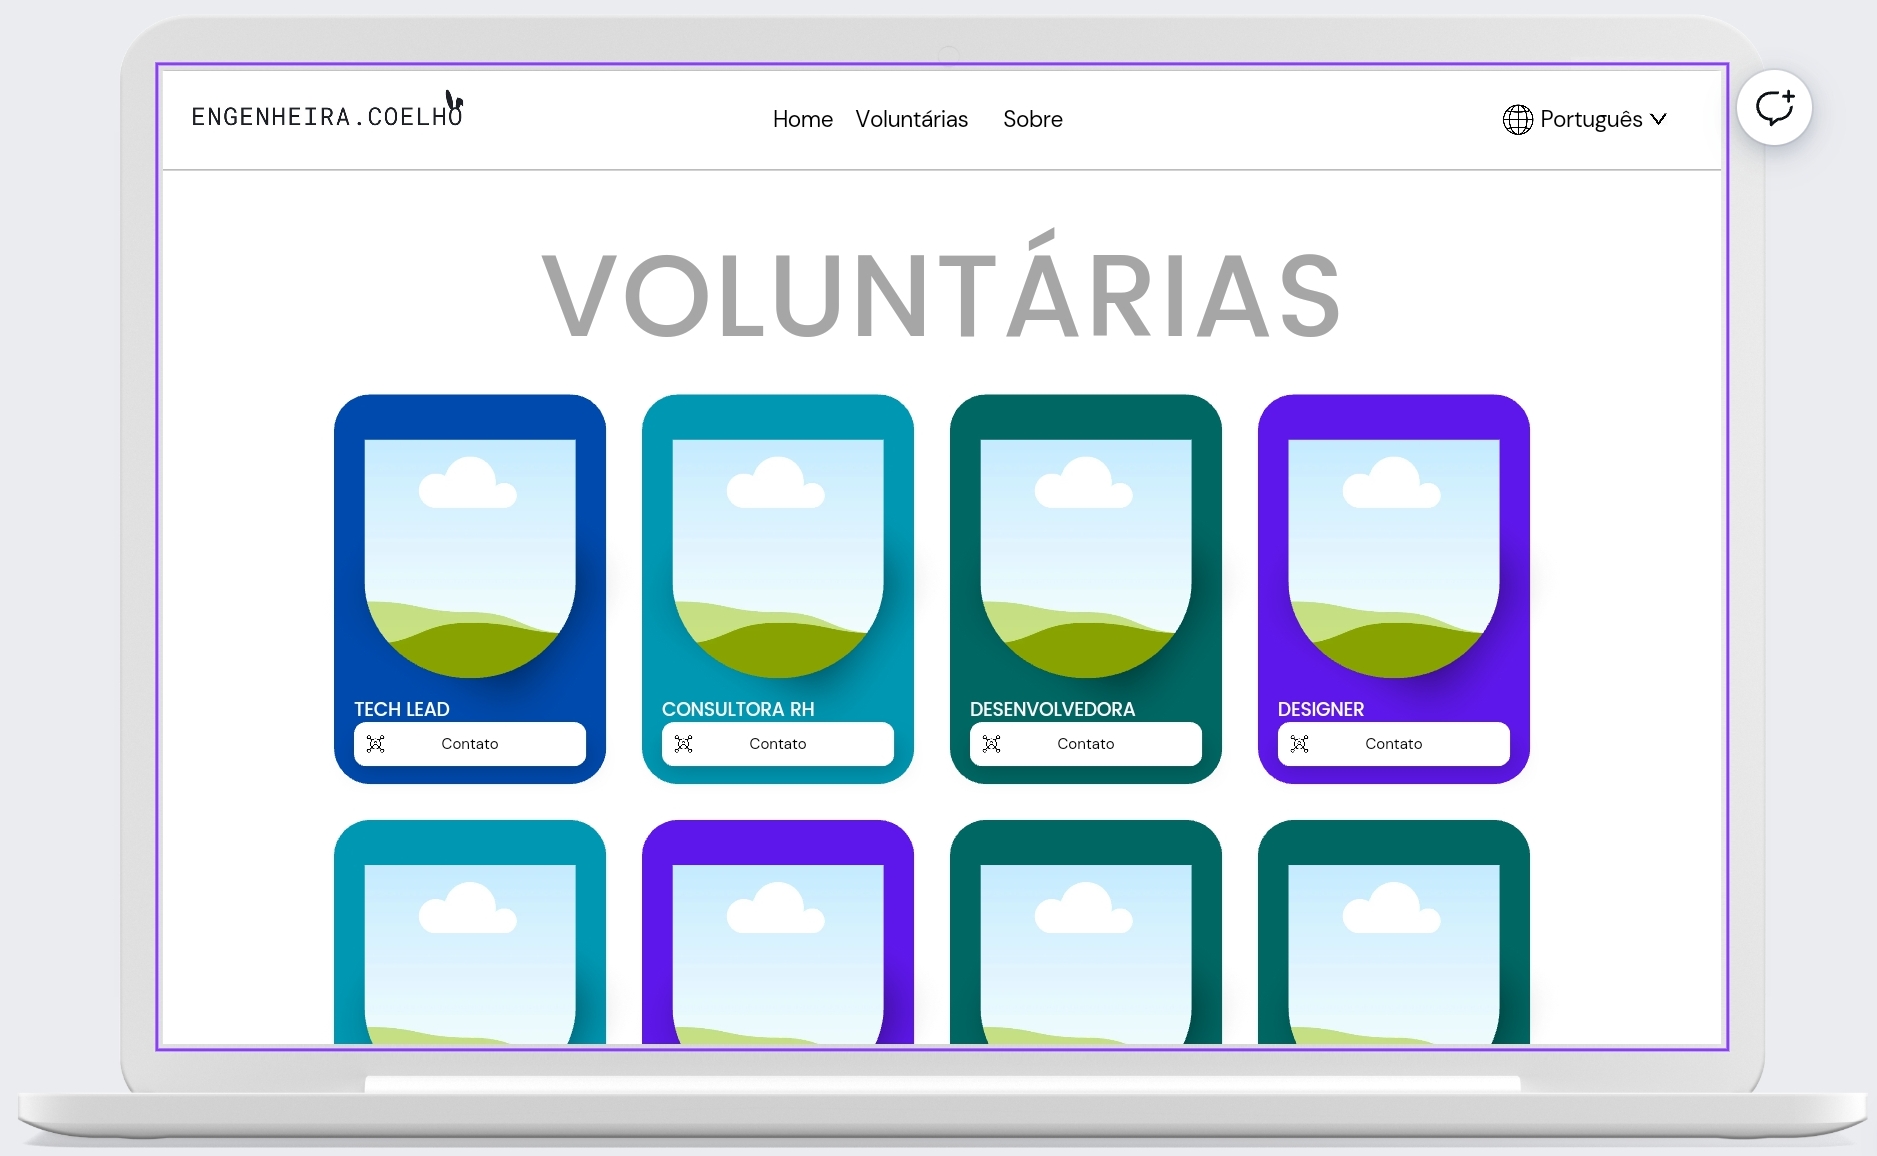 ENGENHEIRA.COELHO
Home Voluntárias Sobre
Português
VOLUNTÁRIAS
TECH LEAD
Contato
CONSULTORA RH
Contato
DESENVOLVEDORA
Contato
DESIGNER
Contato